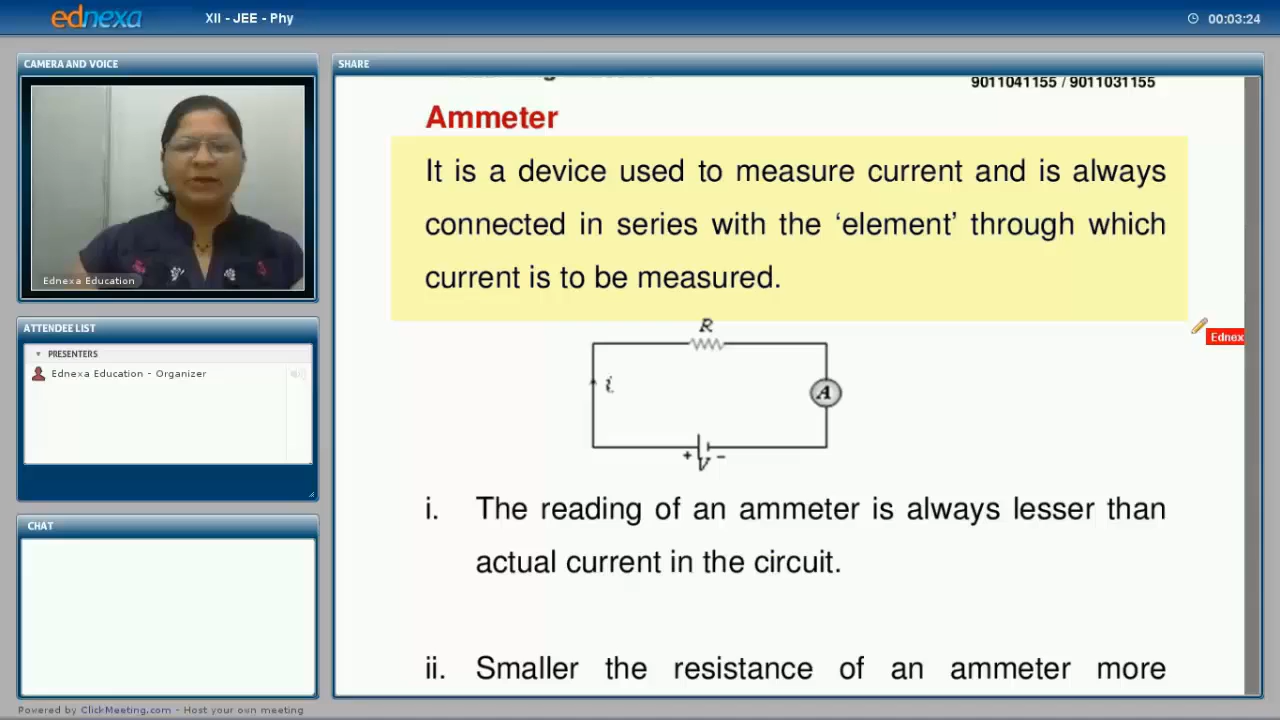 ednexa
XII - JEE - Phy
00:03:24
CAMERA AND VOICE
Ednexa Education
ATTENDEE LIST
PRESENTERS
Ednexa Education - Organizer
CHAT
Powered by ClickMeeting.com - Host your own meeting
SHARE
9011041155 / 9011031155
Ammeter
It is a device used to measure current and is always
connected in series with the ‘element’ through which
current is to be measured.
R
i
A
+ V −
Ednex
i. The reading of an ammeter is always lesser than
actual current in the circuit.
ii. Smaller the resistance of an ammeter more